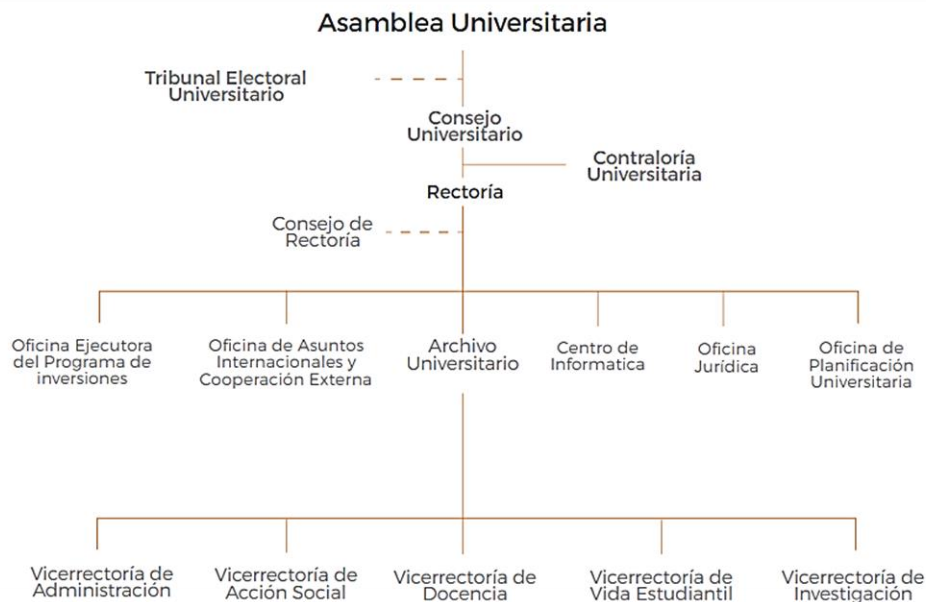 Asamblea Universitaria
Tribunal Electoral
Universitario
Consejo
Universitario
Contraloría
Universitaria
Rectoría
Consejo de
Rectoría
Oficina Ejecutora
del Programa de
inversiones
Oficina de Asuntos
Internacionales y
Cooperación Externa
Archivo
Universitario
Centro de
Informatica
Oficina
Jurídica
Oficina de
Planificación
Universitaria
Vicerrectoría de
Administración
Vicerrectoría de
Acción Social
Vicerrectoría de
Docencia
Vicerrectoría de
Vida Estudiantil
Vicerrectoría de
Investigación